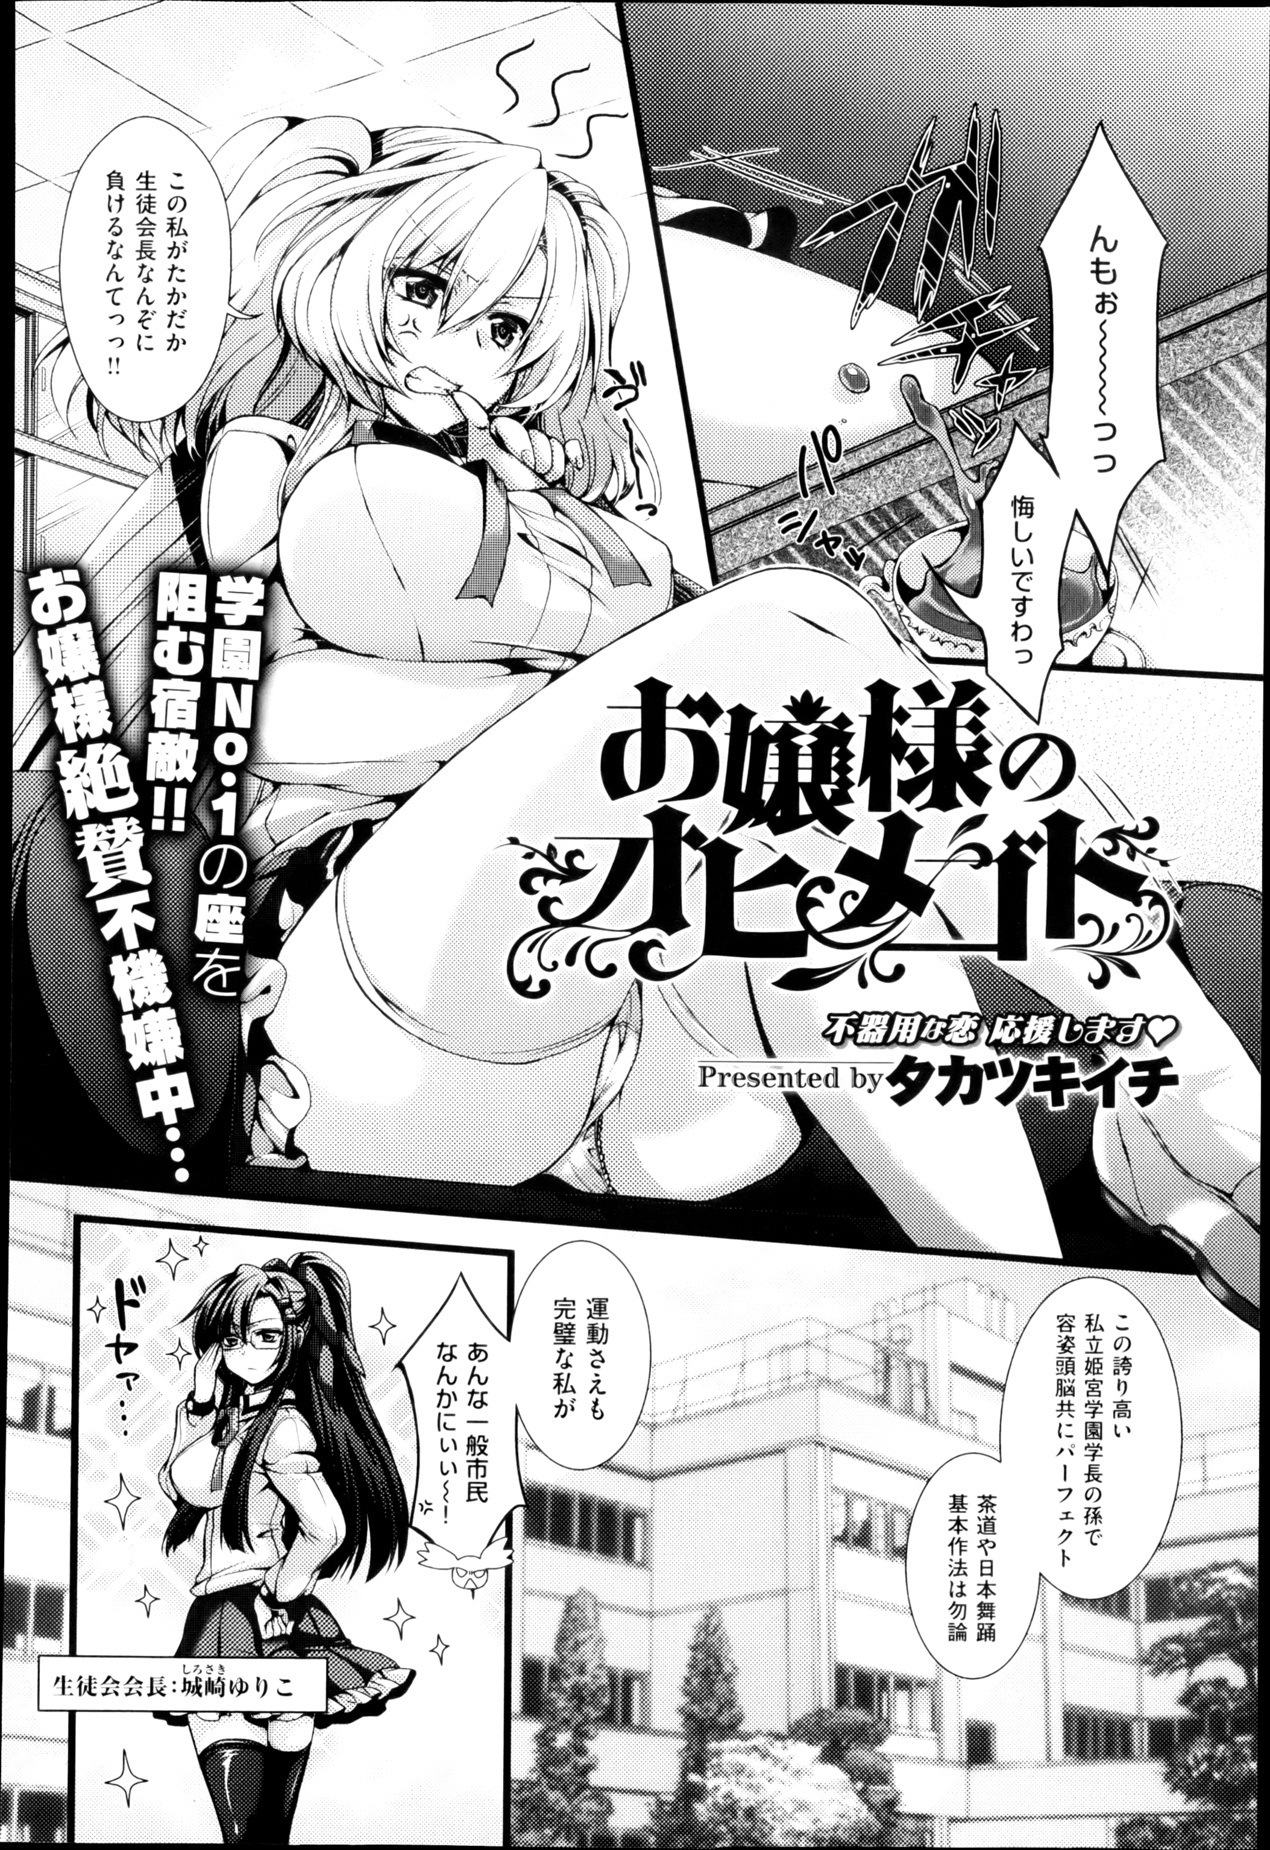 んもぉ～～～～っっ
悔しいですわっ
パシャッ
この私がたかだか
生徒会長なんぞに
負けるなんてっっ!!
学園No.1の座を
阻む宿敵!!
お嬢様絶賛不機嫌中…
お嬢様の
オヒメゴト
不器用な恋 応援します♥
Presented by タカツキイチ
この誇り高い
私立姫宮学園学長の孫で
容姿頭脳共にパーフェクト
茶道や日本舞踊
基本作法は勿論
運動さえも
完璧な私が
あんな一般市民
なんかにぃぃ～!
ドヤァ…
しろさき
生徒会会長:城崎ゆりこ